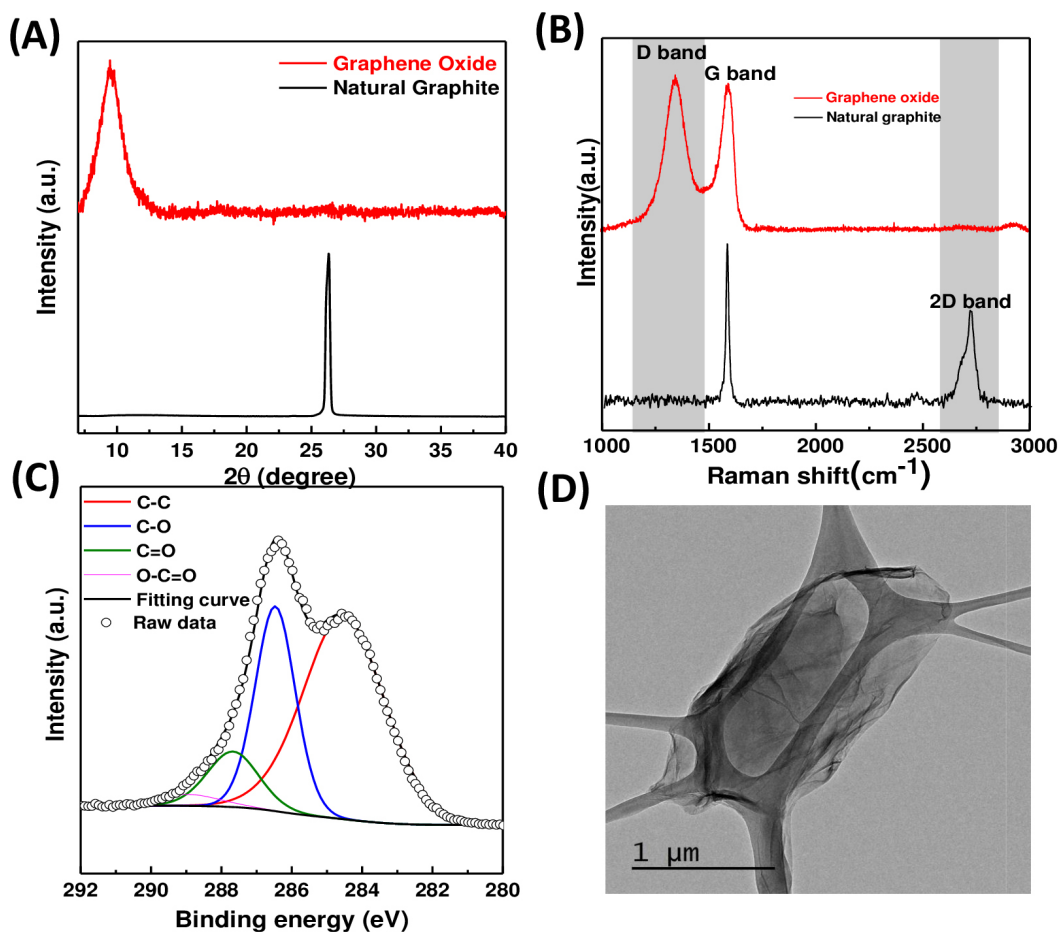 (A)
Graphene Oxide
Natural Graphite
Intensity (a.u.)
10 15 20 25 30 35 40
2θ (degree)
(B)
D band
G band
Graphene oxide
Natural graphite
2D band
Intensity(a.u.)
1000 1500 2000 2500 3000
Raman shift(cm-1)
(C)
C-C
C-O
C=O
O-C=O
Fitting curve
Raw data
Intensity (a.u.)
292 290 288 286 284 282 280
Binding energy (eV)
(D)
1 μm